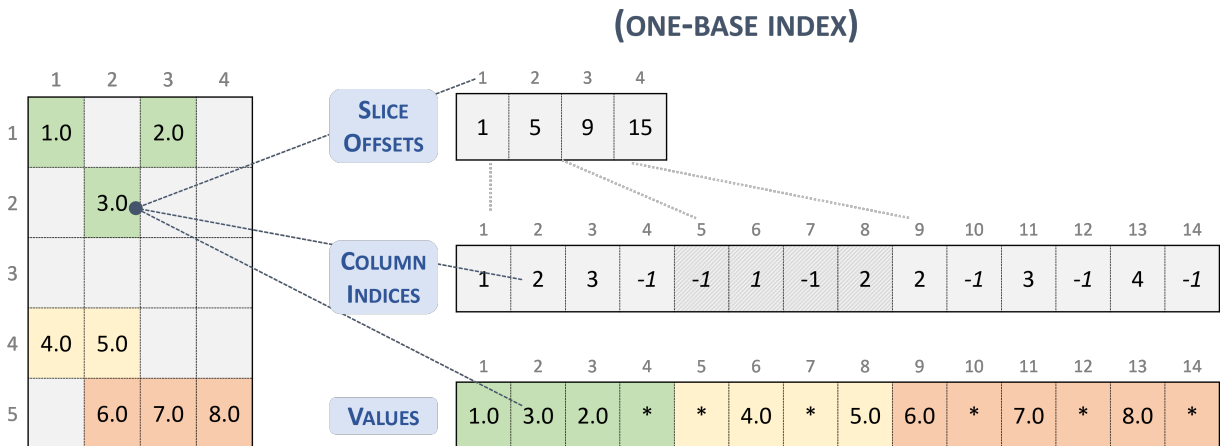 (ONE-BASE INDEX)
1 2 3 4
1 1.0 2.0
2 3.0
3
4 4.0 5.0
5 6.0 7.0 8.0
SLICE
OFFSETS
1 2 3 4
1 5 9 15
COLUMN
INDICES
1 2 3 4 5 6 7 8 9 10 11 12 13 14
1 2 3 -1 -1 1 -1 2 2 -1 3 -1 4 -1
VALUES
1 2 3 4 5 6 7 8 9 10 11 12 13 14
1.0 3.0 2.0 * * 4.0 * 5.0 6.0 * 7.0 * 8.0 *